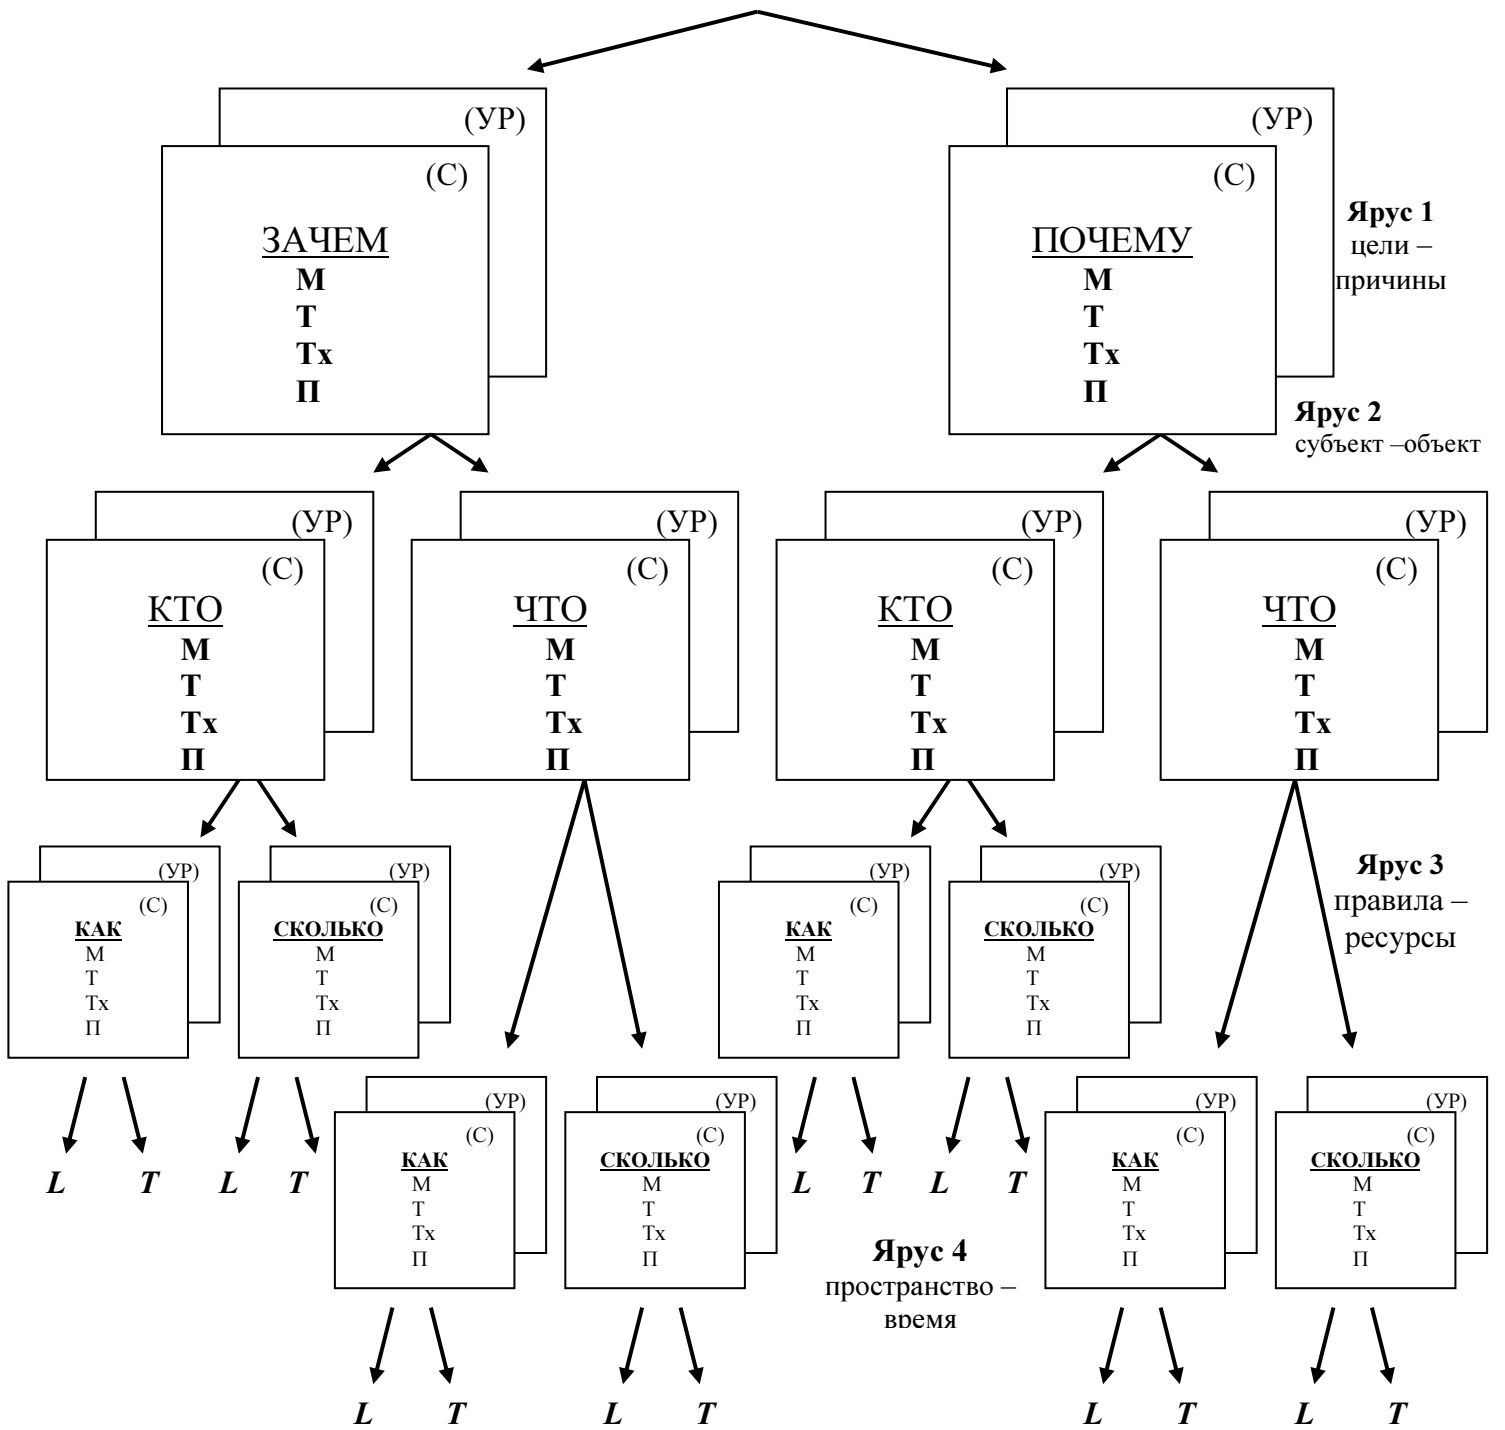 (УР)
(УР)
(С)
(С)
ЗАЧЕМ
М
Т
Тх
П
ПОЧЕМУ
М
Т
Тх
П
Ярус 1
цели –
причины
Ярус 2
субъект –объект
(УР)
(УР)
(УР)
(УР)
(С)
(С)
(С)
(С)
КТО
М
Т
Тх
П
ЧТО
М
Т
Тх
П
КТО
М
Т
Тх
П
ЧТО
М
Т
Тх
П
(УР)
(УР)
(УР)
(УР)
(С)
(С)
(С)
(С)
КАК
М
Т
Тх
П
СКОЛЬКО
М
Т
Тх
П
КАК
М
Т
Тх
П
СКОЛЬКО
М
Т
Тх
П
Ярус 3
правила –
ресурсы
L
T
L
T
L
T
L
T
(УР)
(УР)
(УР)
(УР)
(С)
(С)
(С)
(С)
КАК
М
Т
Тх
П
СКОЛЬКО
М
Т
Тх
П
Ярус 4
пространство –
время
КАК
М
Т
Тх
П
СКОЛЬКО
М
Т
Тх
П
L
T
L
T
L
T
L
T